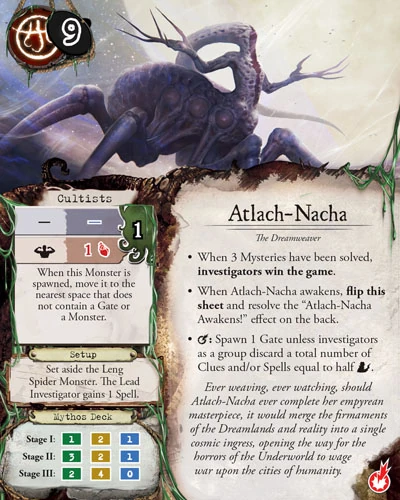 9
Cultists
— —
1
1
When this Monster is
spawned, move it to the
nearest space that does
not contain a Gate or
a Monster.
Setup
Set aside the Leng
Spider Monster. The Lead
Investigator gains 1 Spell.
Mythos Deck
Stage I: 1 2 1
Stage II: 3 2 1
Stage III: 2 4 0
Atlach-Nacha
The Dreamweaver
• When 3 Mysteries have been solved,
investigators win the game.
• When Atlach-Nacha awakens, flip this
sheet and resolve the “Atlach-Nacha
Awakens!” effect on the back.
• : Spawn 1 Gate unless investigators
as a group discard a total number of
Clues and/or Spells equal to half .
Ever weaving, ever watching, should
Atlach-Nacha ever complete her empyrean
masterpiece, it would merge the firmaments
of the Dreamlands and reality into a single
cosmic ingress, opening the way for the
horrors of the Underworld to wage
war upon the cities of humanity.